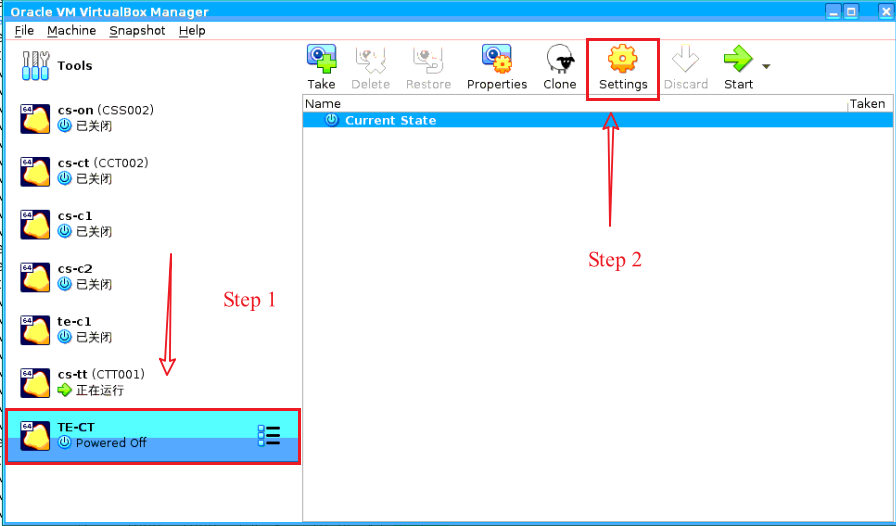 Oracle VM VirtualBox Manager
File Machine Snapshot Help
Tools
Take Delete Restore Properties Clone Settings Discard Start
Name Taken
Current State
64
cs-on (CSS002)
已关闭
64
cs-ct (CCT002)
已关闭
64
cs-c1
已关闭
64
cs-c2
已关闭
64
te-c1
已关闭
64
cs-tt (CTT001)
正在运行
64
TE-CT
Powered Off
Step 1
Step 2